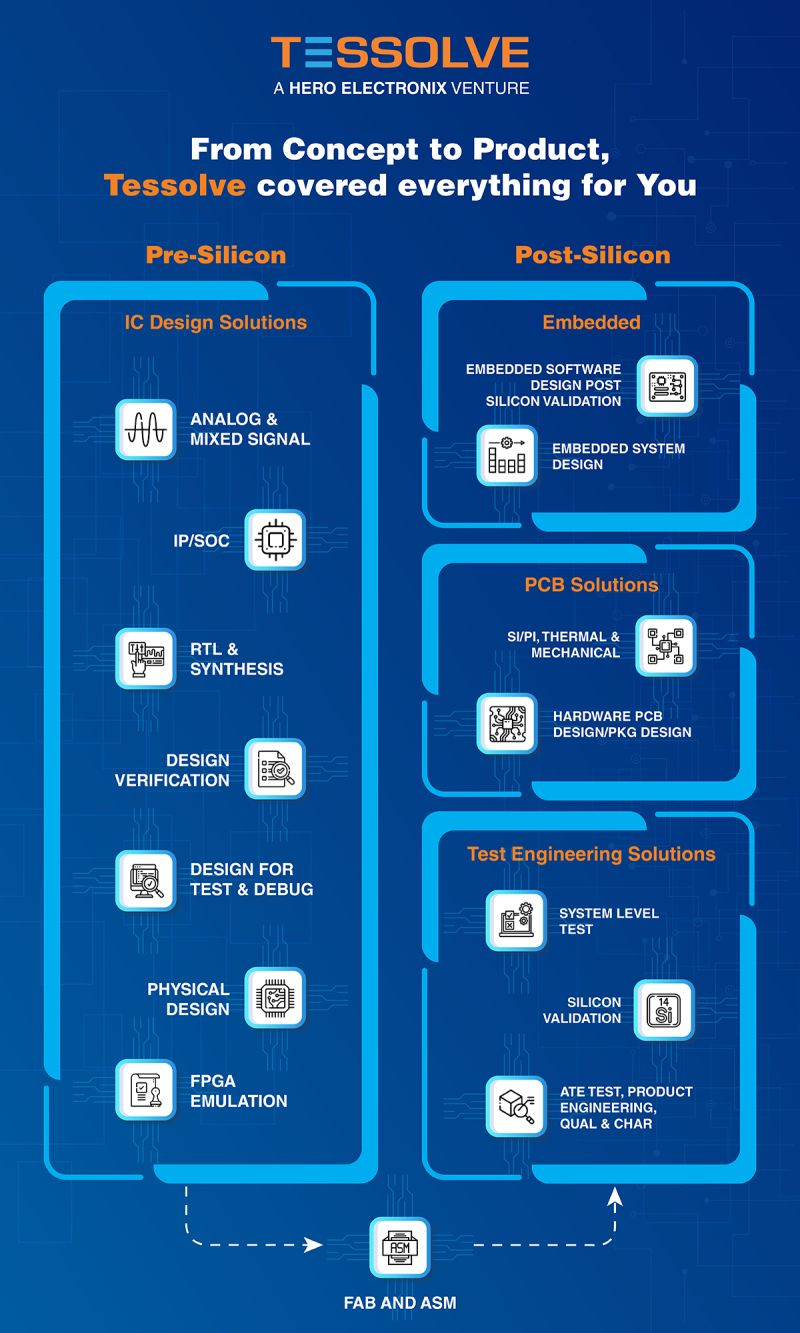 TESSOLVE
A HERO ELECTRONIX VENTURE
From Concept to Product,
Tessolve covered everything for You
Pre-Silicon
IC Design Solutions
ANALOG &
MIXED SIGNAL
IP/SOC
RTL &
SYNTHESIS
DESIGN
VERIFICATION
DESIGN FOR
TEST & DEBUG
PHYSICAL
DESIGN
FPGA
EMULATION
Post-Silicon
Embedded
EMBEDDED SOFTWARE
DESIGN POST
SILICON VALIDATION
EMBEDDED SYSTEM
DESIGN
PCB Solutions
SI/PI, THERMAL &
MECHANICAL
HARDWARE PCB
DESIGN/PKG DESIGN
Test Engineering Solutions
SYSTEM LEVEL
TEST
SILICON
VALIDATION
14
Si
ATE TEST, PRODUCT
ENGINEERING,
QUAL & CHAR
ASM
FAB AND ASM